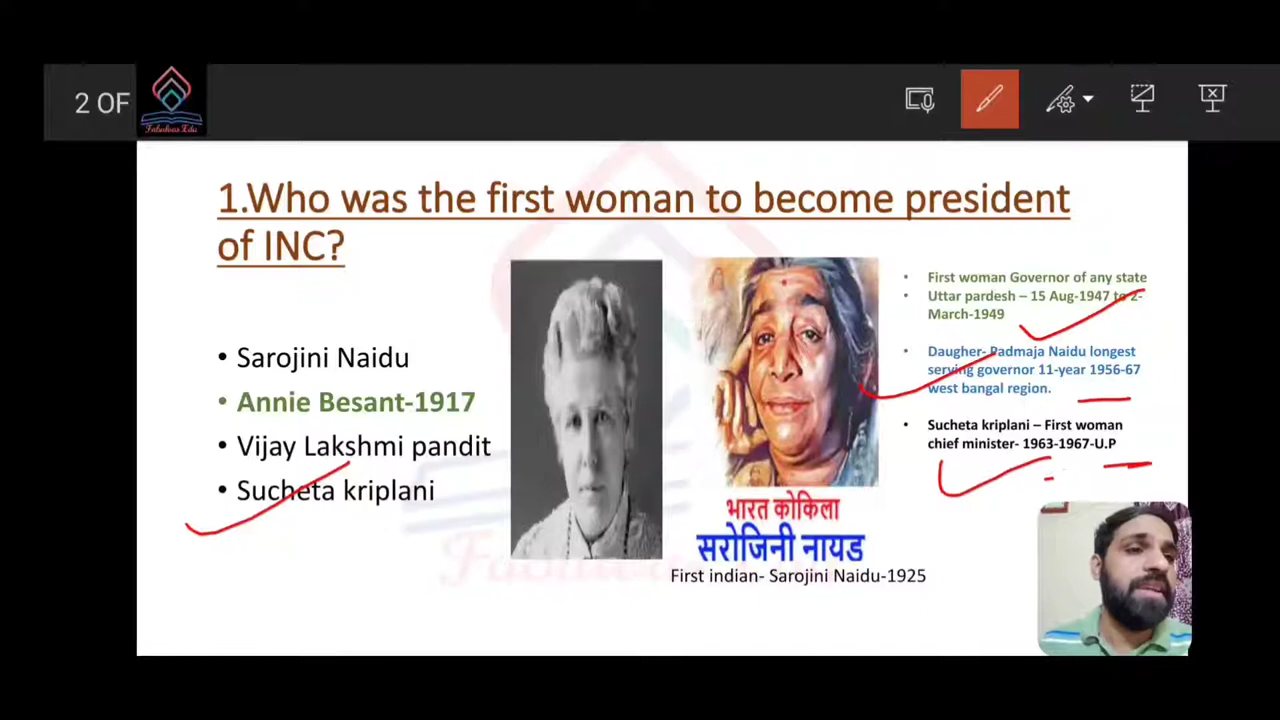 2 OF
Fabulous Edu
1.Who was the first woman to become president
of INC?
• Sarojini Naidu
• Annie Besant-1917
• Vijay Lakshmi pandit
• Sucheta kriplani
भारत कोकिला
सरोजिनी नायड
First indian- Sarojini Naidu-1925
• First woman Governor of any state
• Uttar pardesh – 15 Aug-1947 to 2-
March-1949
• Daugher- Padmaja Naidu longest
serving governor 11-year 1956-67
west bangal region.
• Sucheta kriplani – First woman
chief minister- 1963-1967-U.P